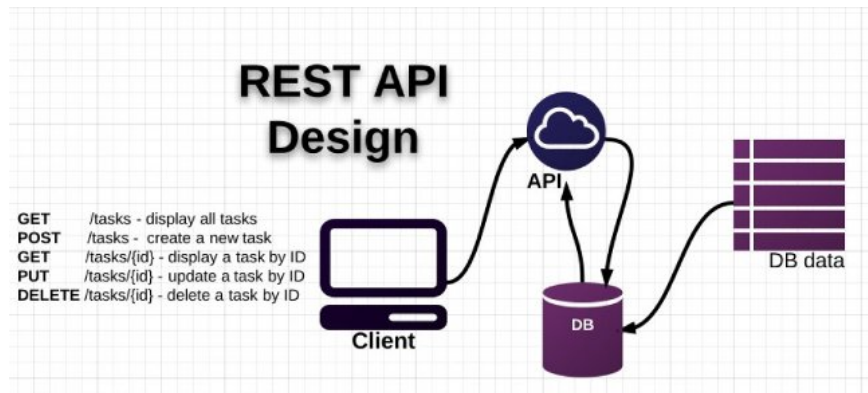 REST API
Design
API
GET /tasks - display all tasks
POST /tasks - create a new task
GET /tasks/{id} - display a task by ID
PUT /tasks/{id} - update a task by ID
DELETE /tasks/{id} - delete a task by ID
Client
DB
DB data